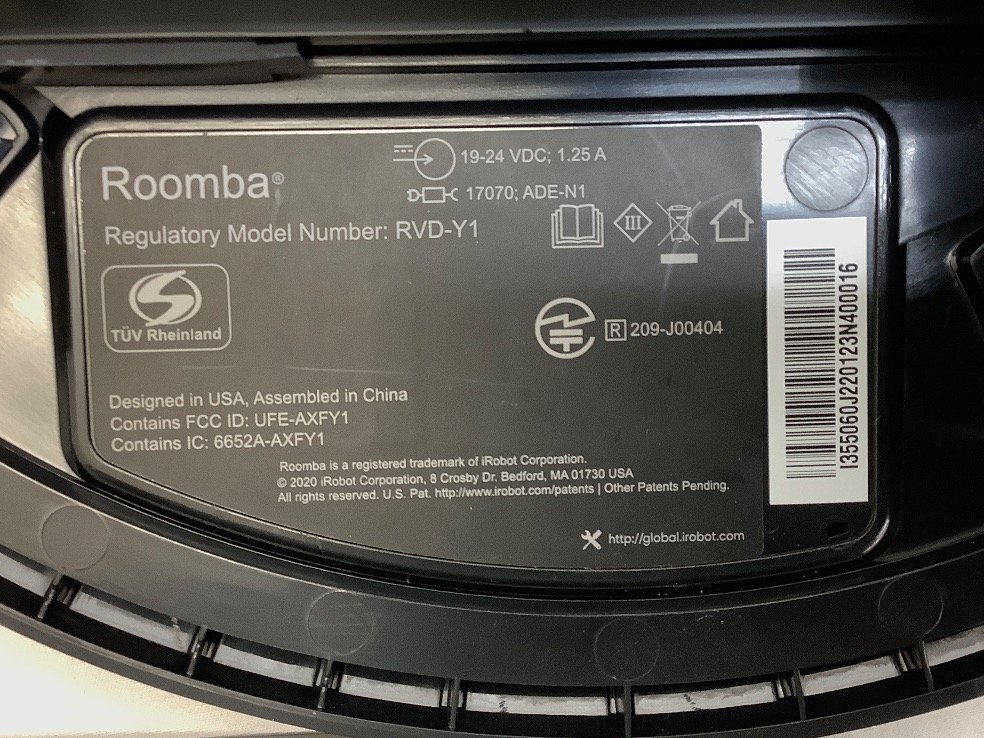 Roomba®
Regulatory Model Number: RVD-Y1
19-24 VDC; 1.25 A
17070; ADE-N1
III
TÜV Rheinland
R 209-J00404
Designed in USA, Assembled in China
Contains FCC ID: UFE-AXFY1
Contains IC: 6652A-AXFY1
Roomba is a registered trademark of iRobot Corporation.
© 2020 iRobot Corporation, 8 Crosby Dr. Bedford, MA 01730 USA
All rights reserved. U.S. Pat. http://www.irobot.com/patents | Other Patents Pending.
http://global.irobot.com
I355060J220123N400016